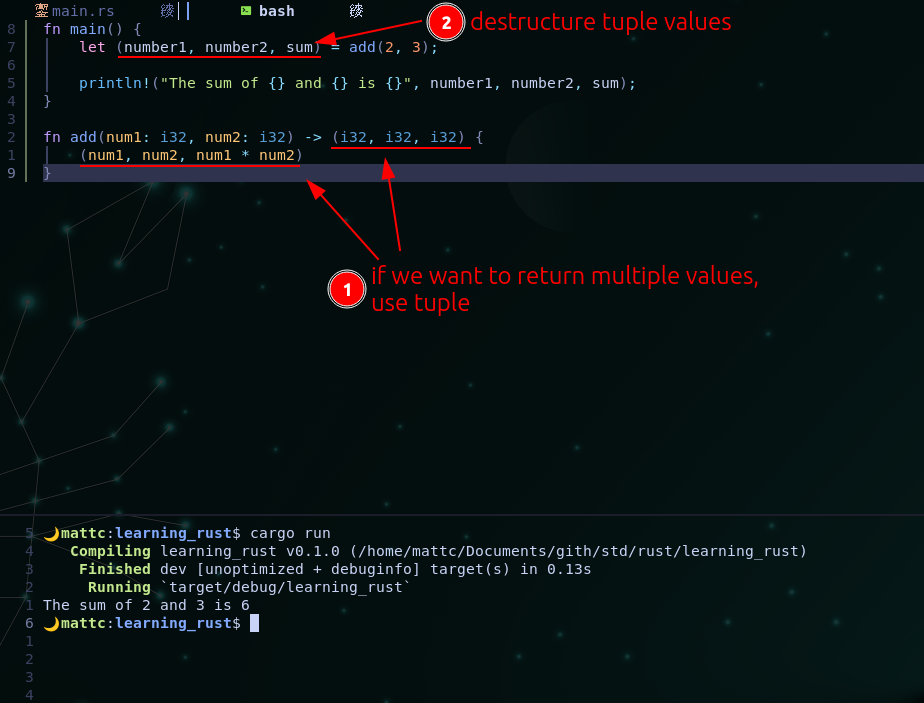 main.rs bash
2 destructure tuple values
8 fn main() {
7 let (number1, number2, sum) = add(2, 3);
6
5 println!("The sum of {} and {} is {}", number1, number2, sum);
4 }
3
2 fn add(num1: i32, num2: i32) -> (i32, i32, i32) {
1 (num1, num2, num1 * num2)
9 }
1 if we want to return multiple values,
use tuple
5 mattc:learning_rust$ cargo run
4 Compiling learning_rust v0.1.0 (/home/mattc/Documents/gith/std/rust/learning_rust)
3 Finished dev [unoptimized + debuginfo] target(s) in 0.13s
2 Running `target/debug/learning_rust`
1 The sum of 2 and 3 is 6
6 mattc:learning_rust$
1
2
3
4